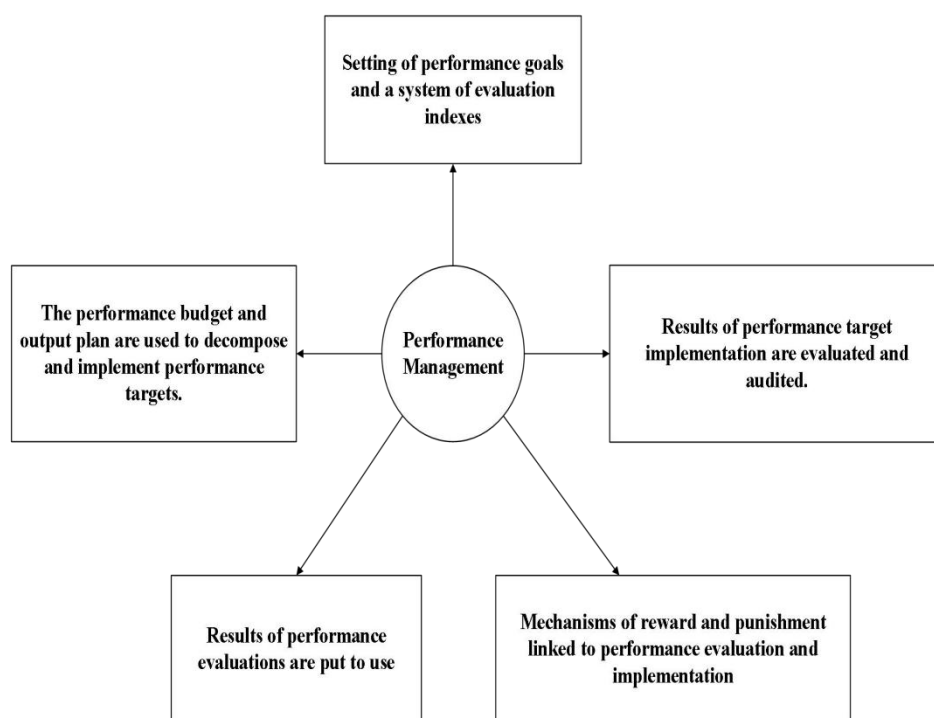 Setting of performance goals
and a system of evaluation
indexes
The performance budget and
output plan are used to decompose
and implement performance
targets.
Performance
Management
Results of performance target
implementation are evaluated and
audited.
Results of performance
evaluations are put to use
Mechanisms of reward and punishment
linked to performance evaluation and
implementation